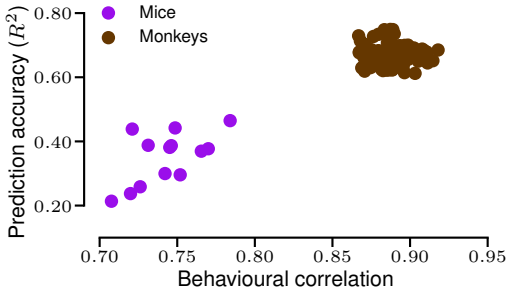 Mice
Monkeys
Prediction accuracy (R²)
0.80
0.60
0.40
0.20
0.70 0.75 0.80 0.85 0.90 0.95
Behavioural correlation